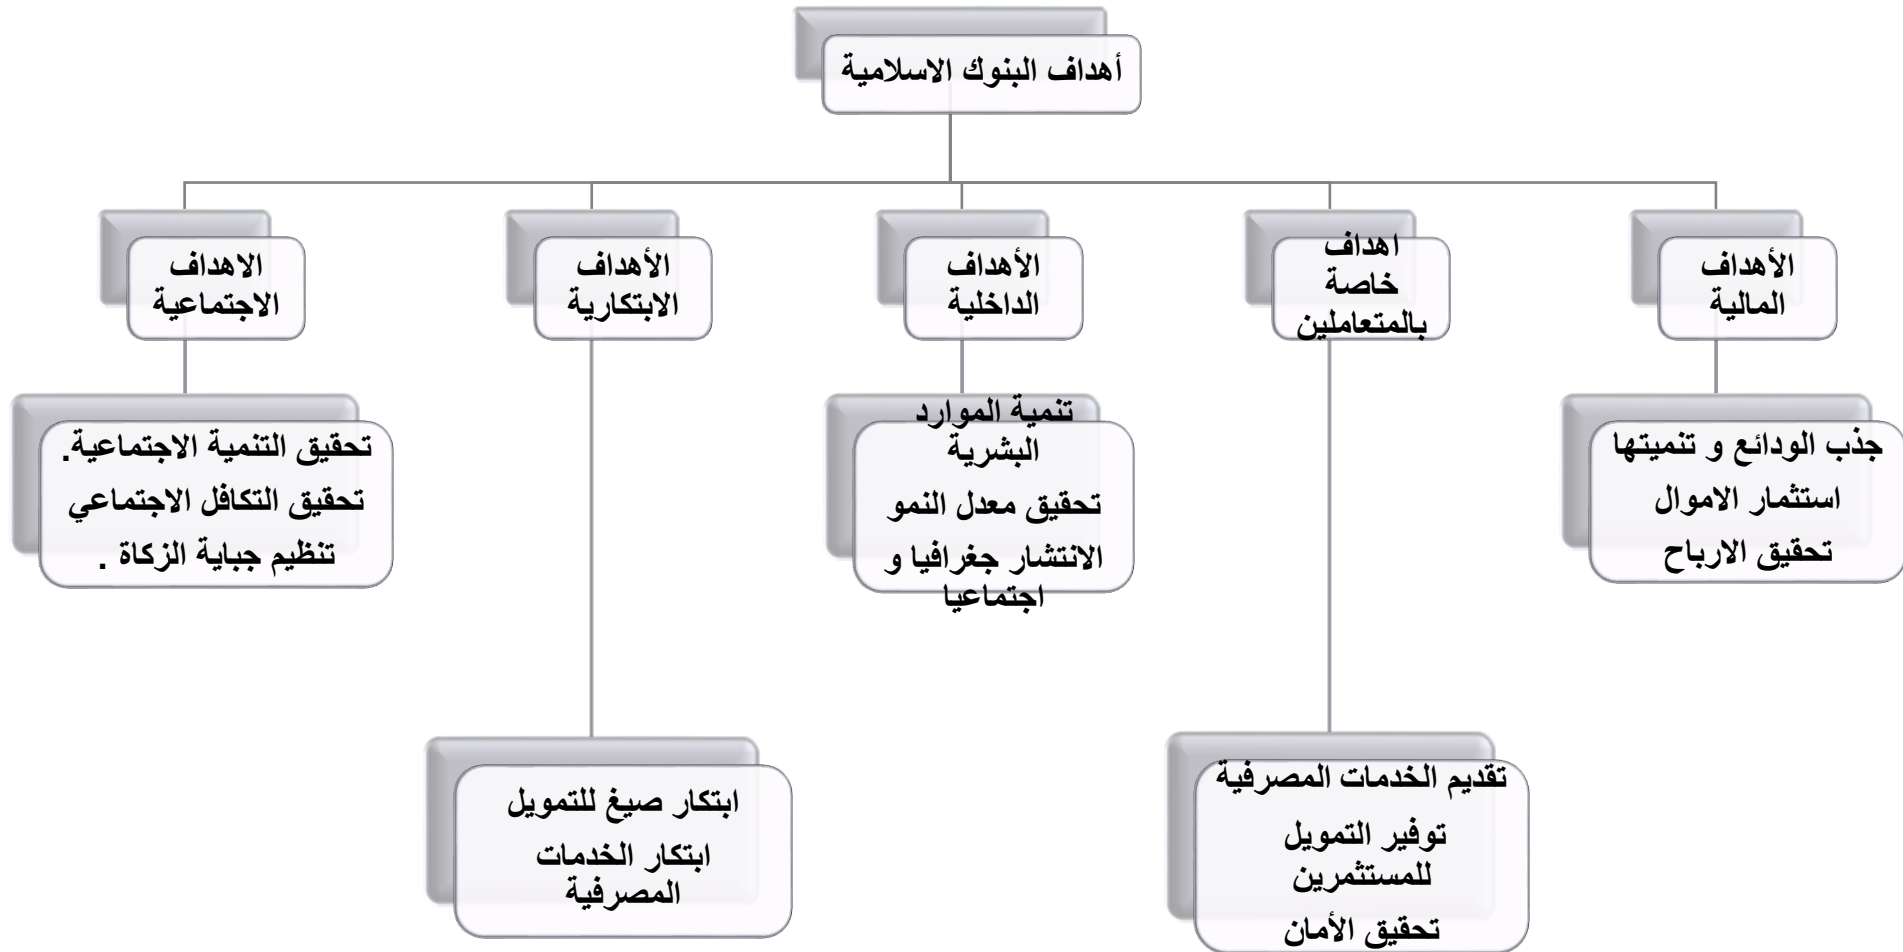 أهداف البنوك الاسلامية
الأهداف
المالية
اهداف
خاصة
بالمتعاملين
الأهداف
الداخلية
الأهداف
الابتكارية
الاهداف
الاجتماعية
جذب الودائع و تنميتها
استثمار الاموال
تحقيق الارباح
تنمية الموارد
البشرية
تحقيق معدل النمو
الانتشار جغرافيا و
اجتماعيا
تحقيق التنمية الاجتماعية.
تحقيق التكافل الاجتماعي
تنظيم جباية الزكاة .
تقديم الخدمات المصرفية
توفير التمويل
للمستثمرين
تحقيق الأمان
ابتكار صيغ للتمويل
ابتكار الخدمات
المصرفية